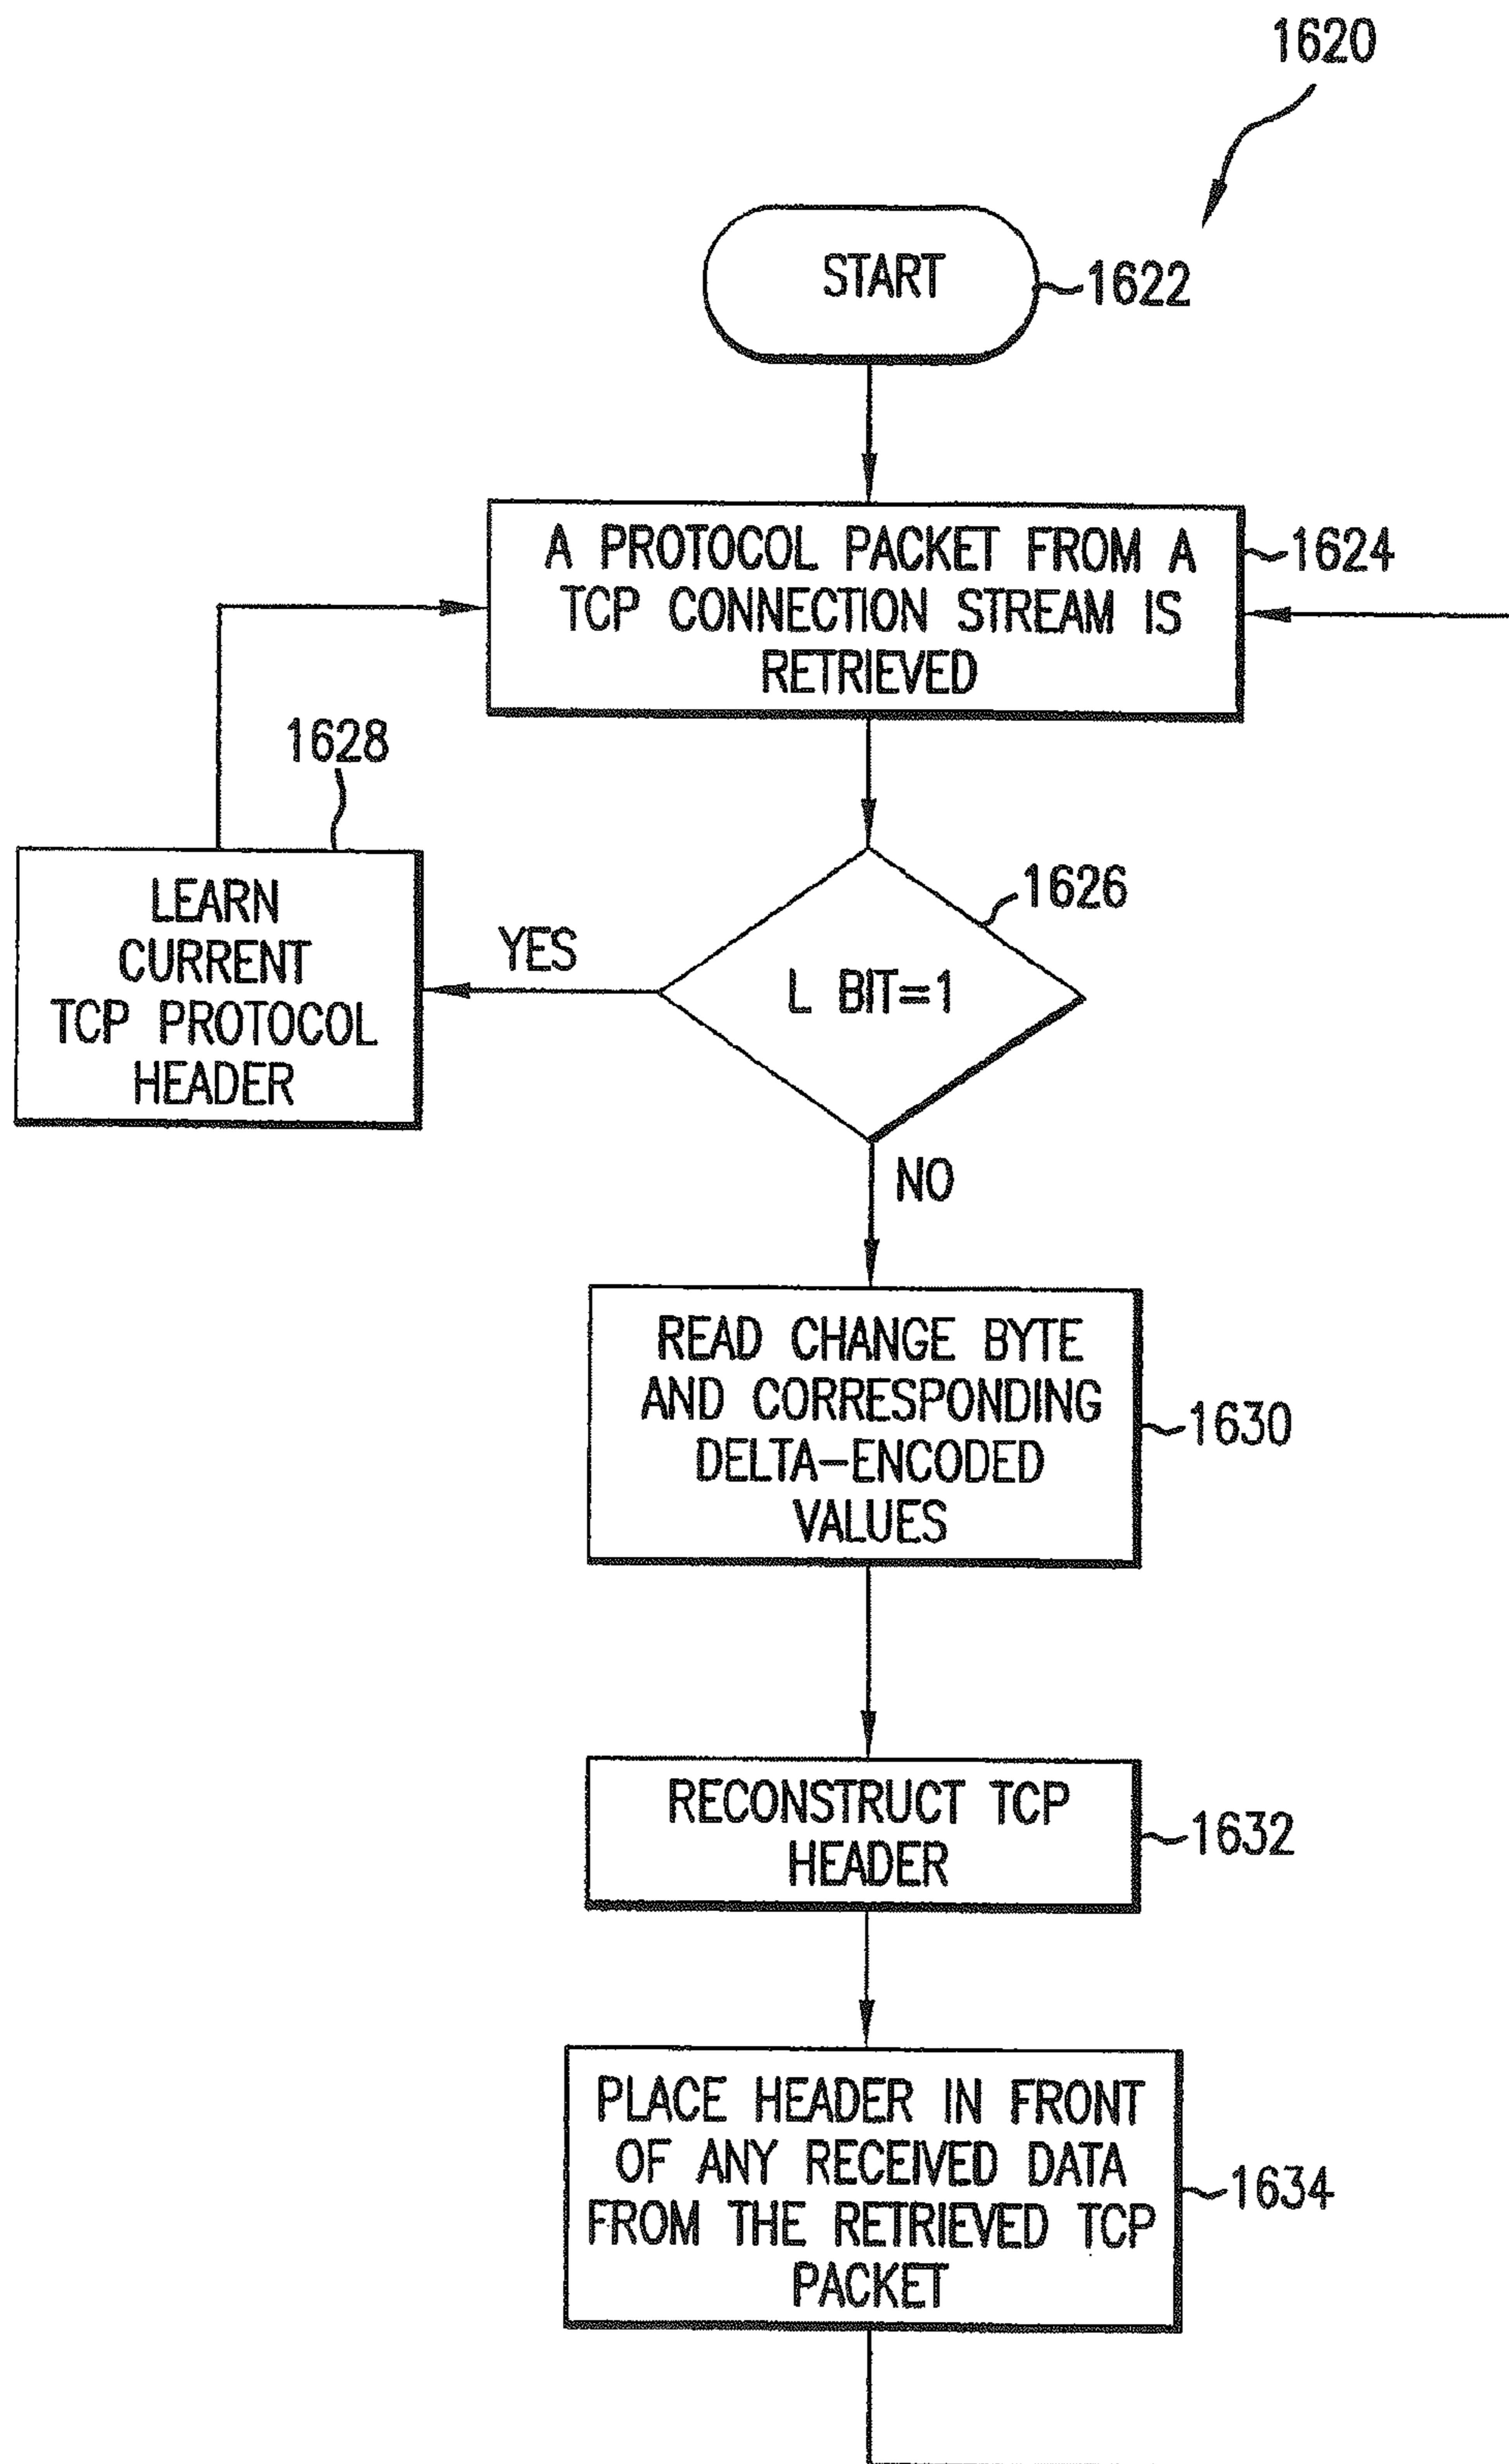 1620
START
1622
A PROTOCOL PACKET FROM A
TCP CONNECTION STREAM IS
RETRIEVED
1624
1628
LEARN
CURRENT
TCP PROTOCOL
HEADER
YES
L BIT=1
1626
NO
READ CHANGE BYTE
AND CORRESPONDING
DELTA-ENCODED
VALUES
1630
RECONSTRUCT TCP
HEADER
1632
PLACE HEADER IN FRONT
OF ANY RECEIVED DATA
FROM THE RETRIEVED TCP
PACKET
1634